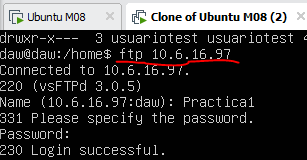 Ubuntu M08 Clone of Ubuntu M08 (2)
drwxr-x--- 3 usuariotest usuariotest 4
daw@daw:/home$ ftp 10.6.16.97
Connected to 10.6.16.97.
220 (vsFTPd 3.0.5)
Name (10.6.16.97:daw): Practica1
331 Please specify the password.
Password:
230 Login successful.